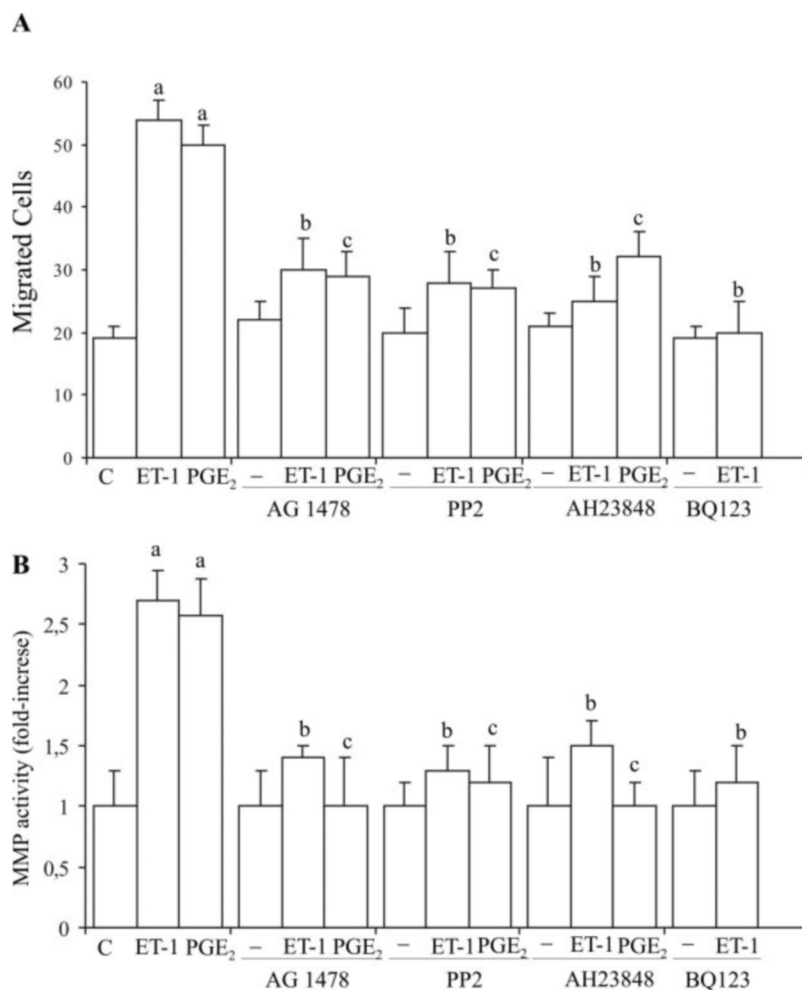 A
60
a
a
50
Migrated Cells
40
c
b
b
c
b
c
30
b
b
20
10
0
C ET-1 PGE2 – ET-1 PGE2 – ET-1 PGE2 – ET-1 PGE2 – ET-1
AG 1478 PP2 AH23848 BQ123
B
3
a
a
2,5
MMP activity (fold-increse)
2
b
1,5
b
c
b
c
c
b
1
0,5
0
C ET-1 PGE2 – ET-1 PGE2 – ET-1 PGE2 – ET-1 PGE2 – ET-1
AG 1478 PP2 AH23848 BQ123